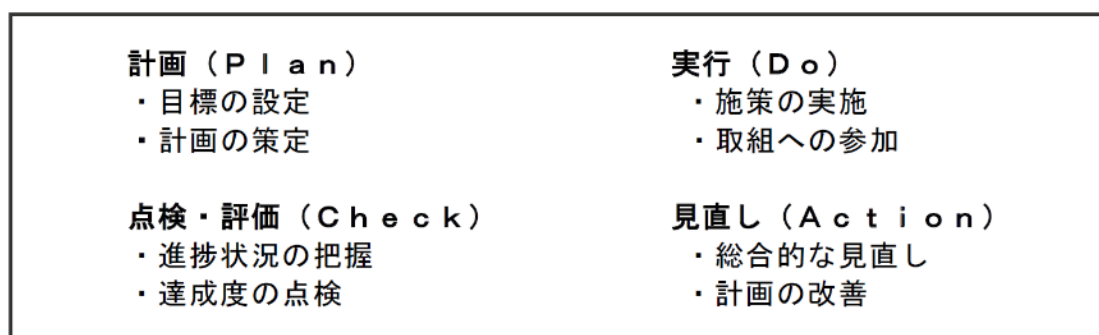 計画（Ｐｌａｎ）
・目標の設定
・計画の策定
実行（Ｄｏ）
・施策の実施
・取組への参加
点検・評価（Ｃｈｅｃｋ）
・進捗状況の把握
・達成度の点検
見直し（Ａｃｔｉｏｎ）
・総合的な見直し
・計画の改善